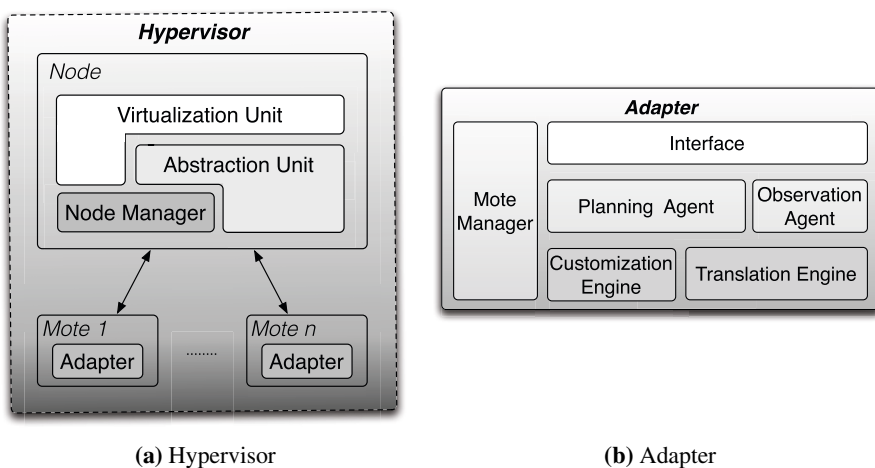 Hypervisor
Node
Virtualization Unit
Abstraction Unit
Node Manager
Mote 1
Adapter
........
Mote n
Adapter
(a) Hypervisor
Adapter
Mote
Manager
Interface
Planning Agent
Observation
Agent
Customization
Engine
Translation Engine
(b) Adapter